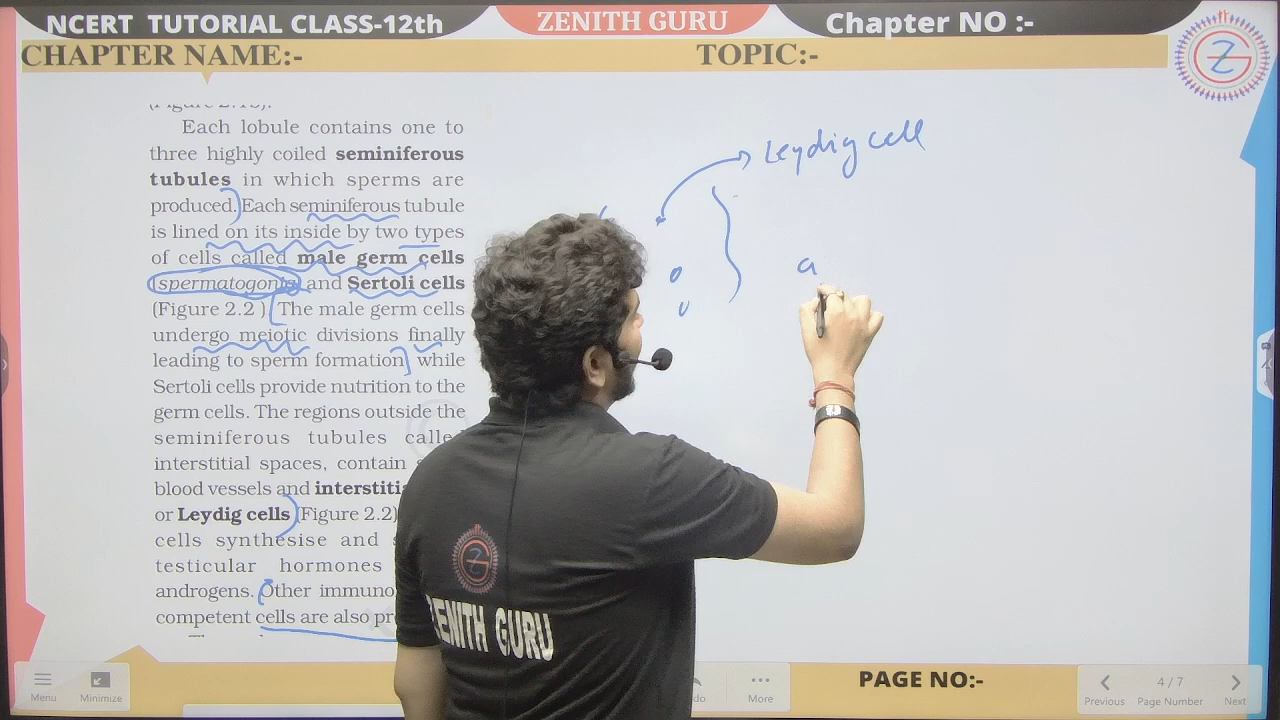 NCERT TUTORIAL CLASS-12th
ZENITH GURU
Chapter NO :-
CHAPTER NAME:-
TOPIC:-
Each lobule contains one to
three highly coiled seminiferous
tubules in which sperms are
produced. Each seminiferous tubule
is lined on its inside by two types
of cells called male germ cells
(spermatogonia) and Sertoli cells
(Figure 2.2 ). The male germ cells
undergo meiotic divisions finally
leading to sperm formation, while
Sertoli cells provide nutrition to the
germ cells. The regions outside the
seminiferous tubules called
interstitial spaces, contain
blood vessels and
or Leydig cells (Figure 2.2)
cells synthesise and
testicular hormones
androgens. Other
competent cells are also
Leydig cell
a
ZENITH GURU
PAGE NO:-
Menu
Minimize
More
Previous
4 / 7
Page Number
Next